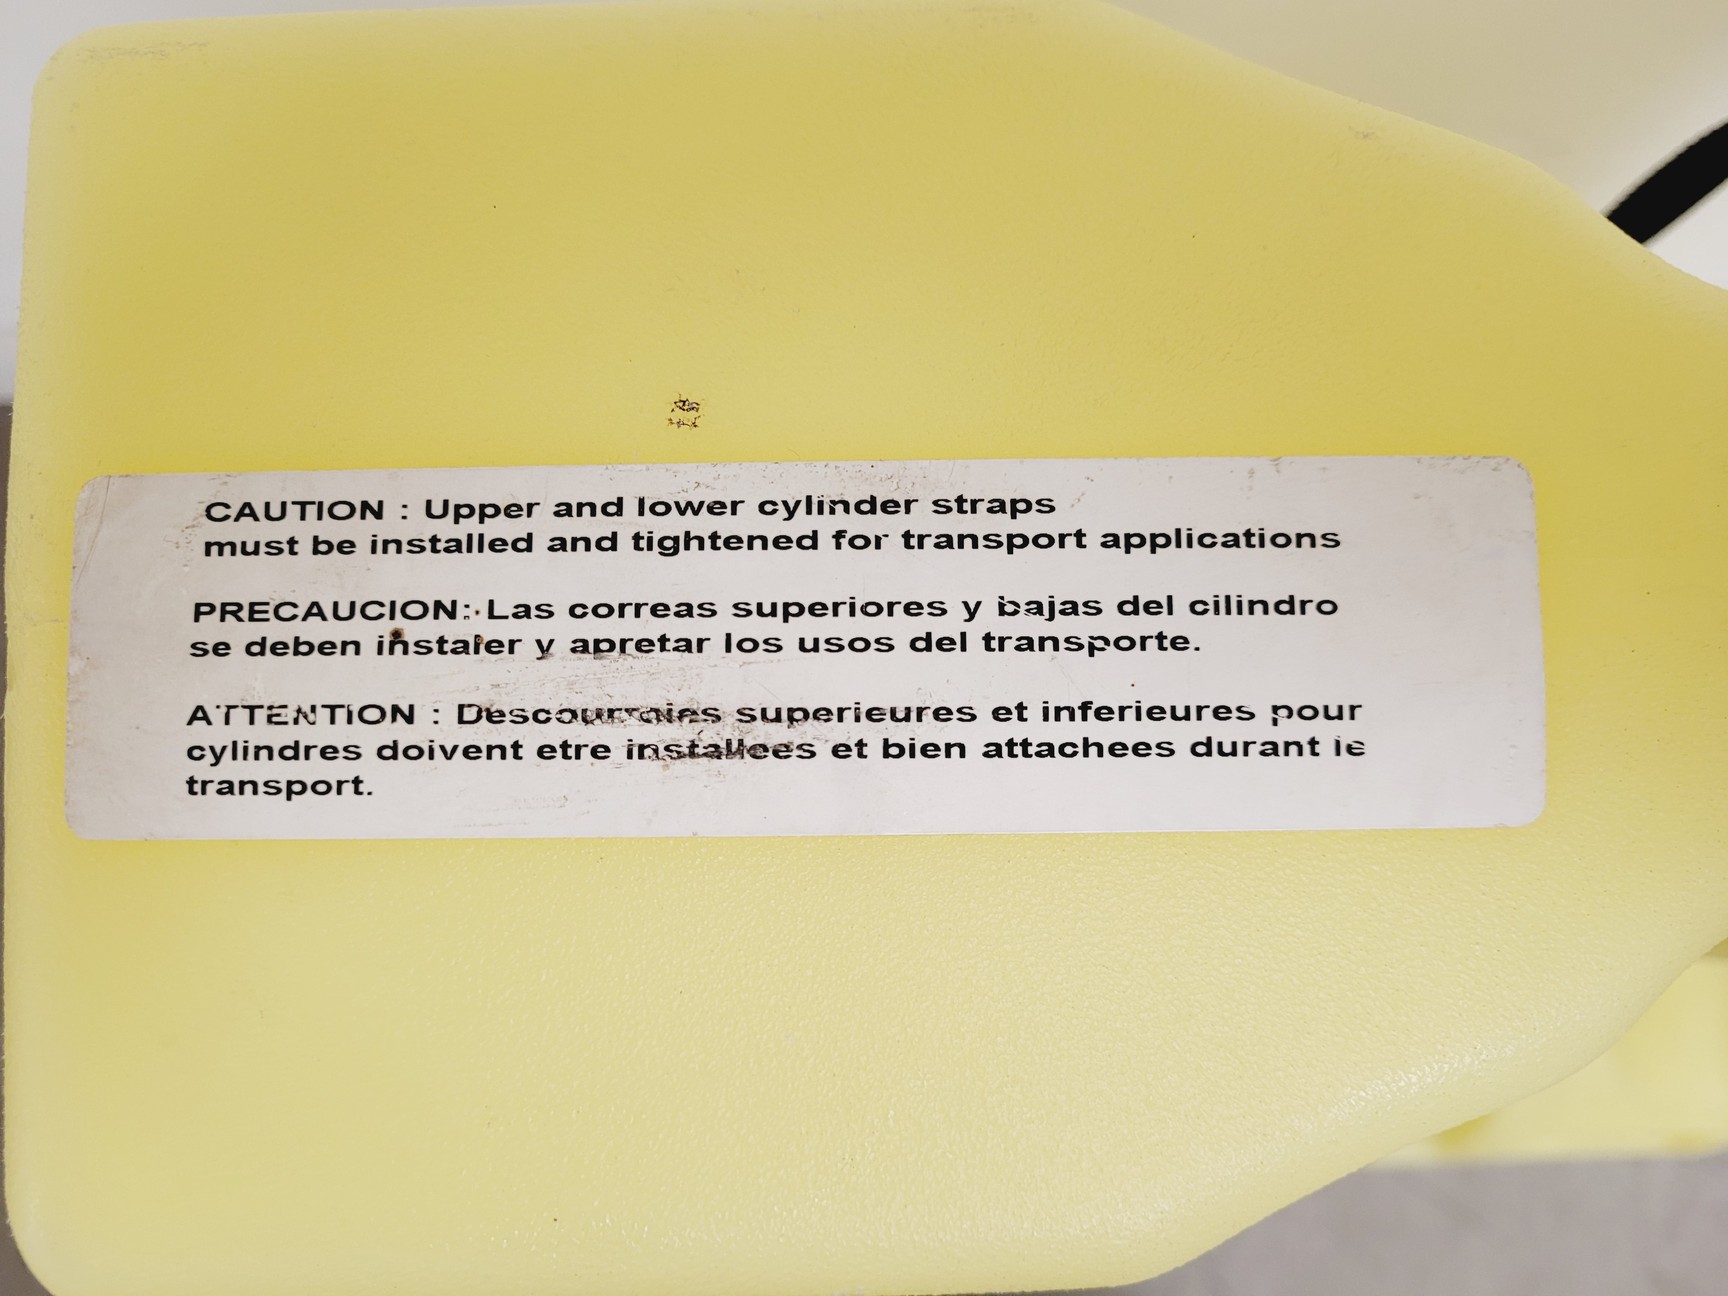 CAUTION : Upper and lower cylinder straps
must be installed and tightened for transport applications
PRECAUCION: Las correas superiores y bajas del cilindro
se deben instaler y apretar los usos del transporte.
ATTENTION : Descourroies superieures et inferieures pour
cylindres doivent etre installees et bien attachees durant le
transport.